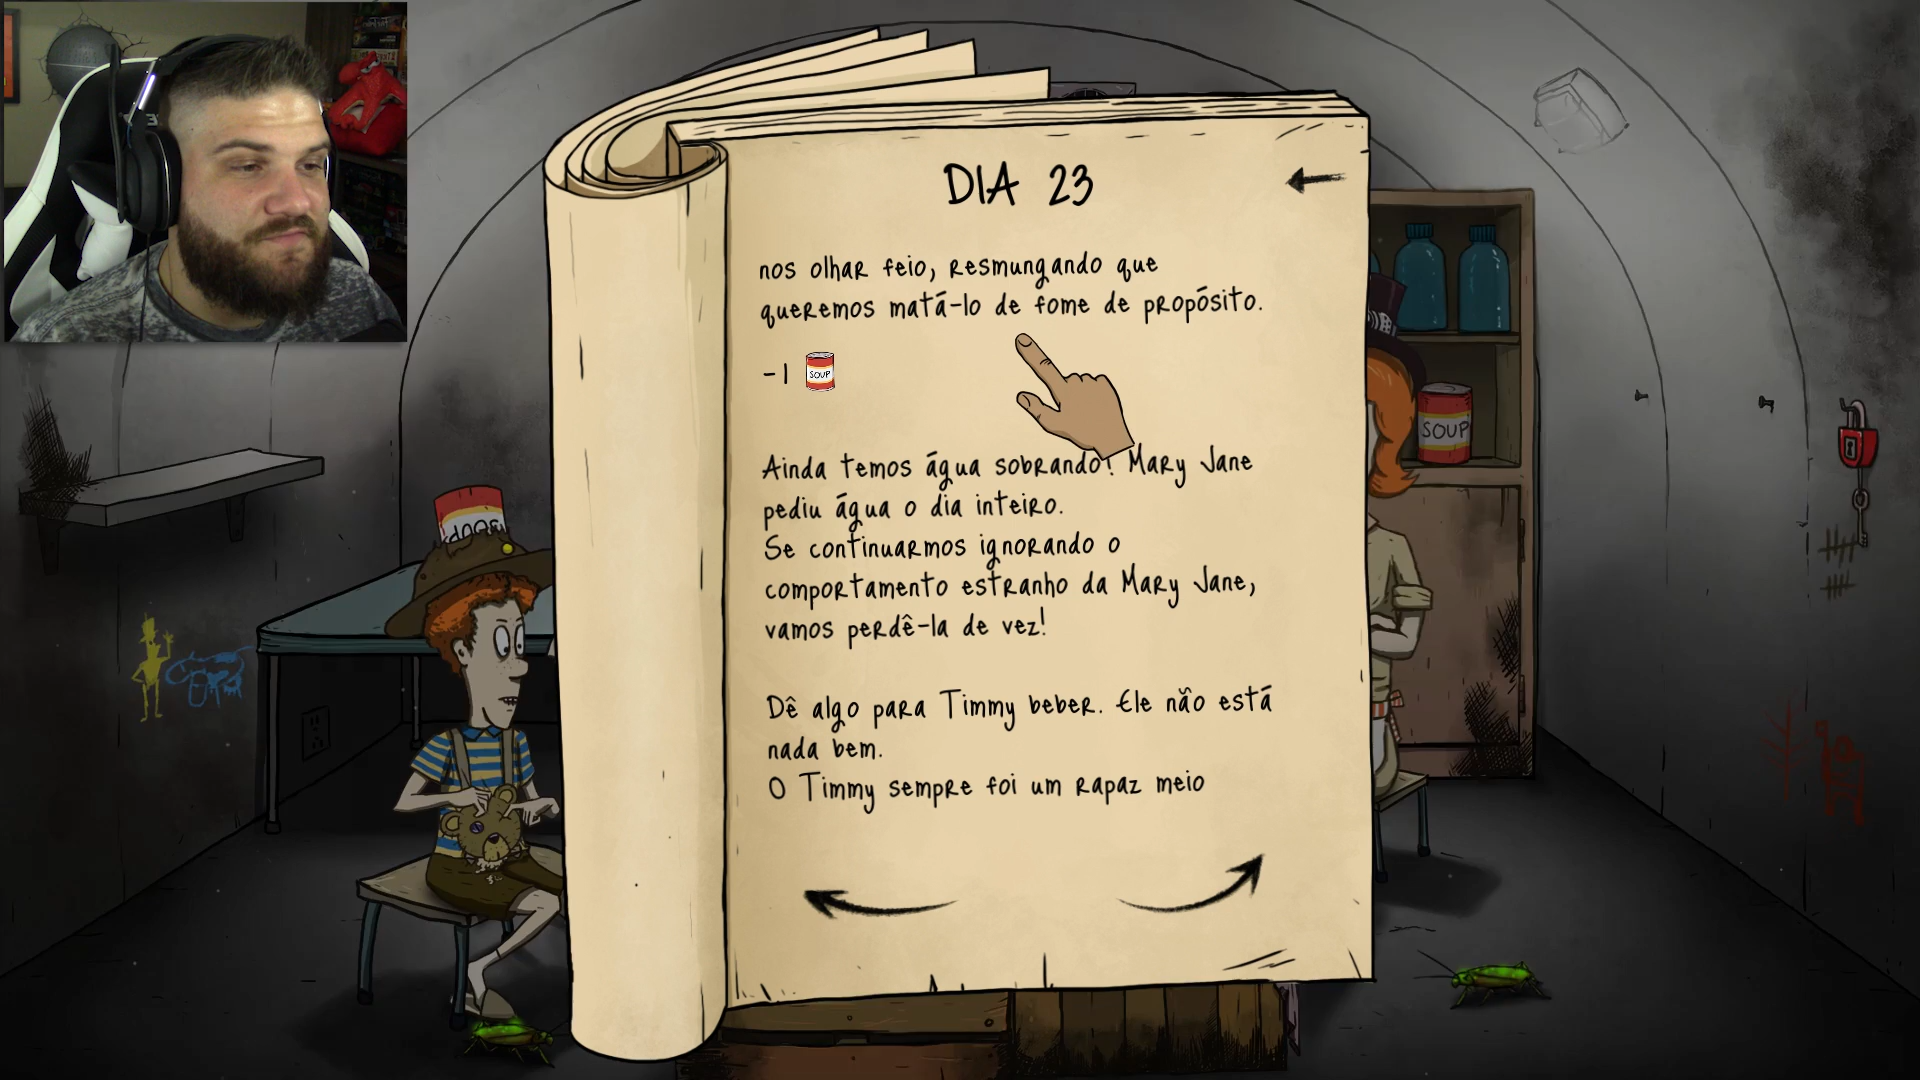 DIA 23
nos olhar feio, resmungando que
queremos matá-lo de fome de propósito.
-1 SOUP
Ainda temos água sobrando! Mary Jane
pediu água o dia inteiro.
Se continuarmos ignorando o
comportamento estranho da Mary Jane,
vamos perdê-la de vez!
Dê algo para Timmy beber. Ele não está
nada bem.
O Timmy sempre foi um rapaz meio
SOUP
SOUP